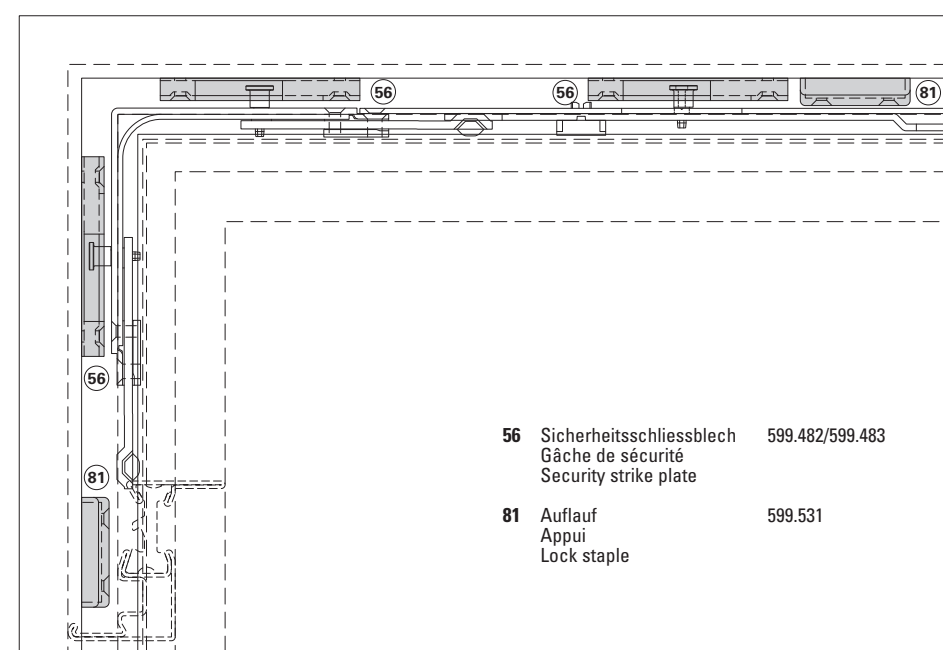 56
56
81
56
81
56 Sicherheitsschliessblech 599.482/599.483
Gâche de sécurité
Security strike plate
81 Auflauf 599.531
Appui
Lock staple